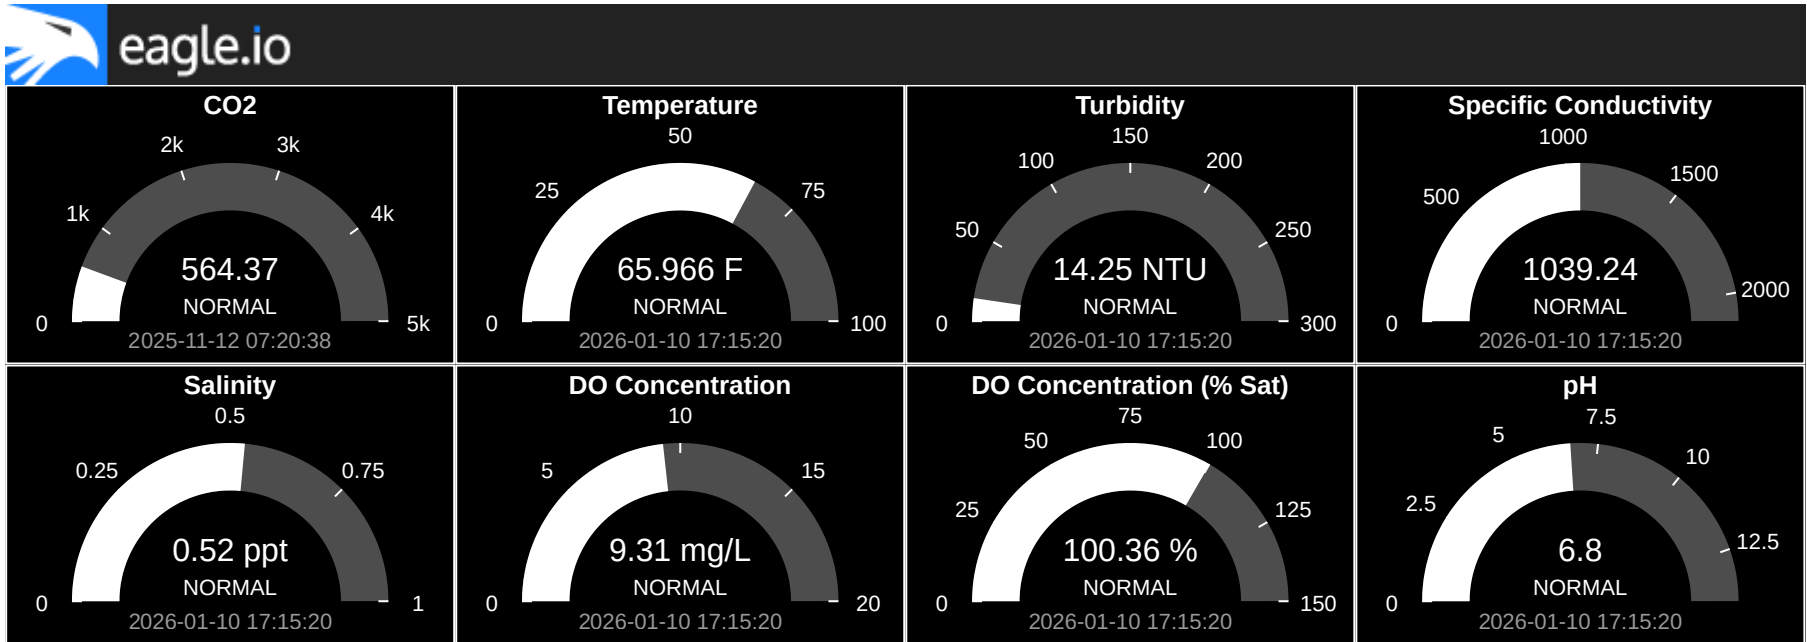 eagle.io
CO2
0
1k
2k
3k
4k
5k
564.37
NORMAL
2025-11-12 07:20:38
Temperature
0
25
50
75
100
65.966 F
NORMAL
2026-01-10 17:15:20
Turbidity
0
50
100
150
200
250
300
14.25 NTU
NORMAL
2026-01-10 17:15:20
Specific Conductivity
0
500
1000
1500
2000
1039.24
NORMAL
2026-01-10 17:15:20
Salinity
0
0.25
0.5
0.75
1
0.52 ppt
NORMAL
2026-01-10 17:15:20
DO Concentration
0
5
10
15
20
9.31 mg/L
NORMAL
2026-01-10 17:15:20
DO Concentration (% Sat)
0
25
50
75
100
125
150
100.36 %
NORMAL
2026-01-10 17:15:20
pH
0
2.5
5
7.5
10
12.5
6.8
NORMAL
2026-01-10 17:15:20